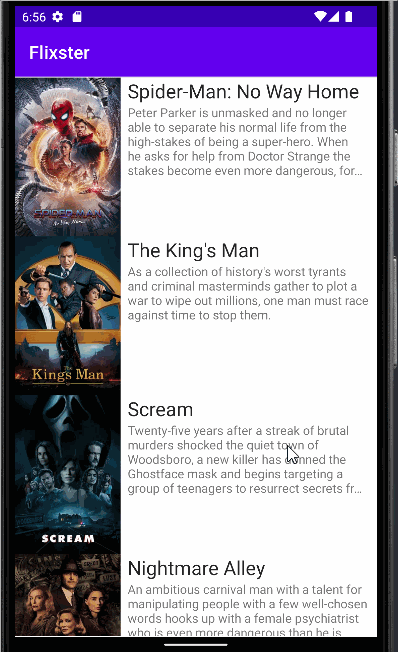 6:56
Flixster
Spider-Man: No Way Home
Peter Parker is unmasked and no longer
able to separate his normal life from the
high-stakes of being a super-hero. When
he asks for help from Doctor Strange the
stakes become even more dangerous, for...
SPIDER-MAN
No Way Home
The King's Man
As a collection of history's worst tyrants
and criminal masterminds gather to plot a
war to wipe out millions, one man must race
against time to stop them.
The
King's Man
Scream
Twenty-five years after a streak of brutal
murders shocked the quiet town of
Woodsboro, a new killer has donned the
Ghostface mask and begins targeting a
group of teenagers to resurrect secrets fr...
SCREAM
Nightmare Alley
An ambitious carnival man with a talent for
manipulating people with a few well-chosen
words hooks up with a female psychiatrist
who is even more dangerous than he is.